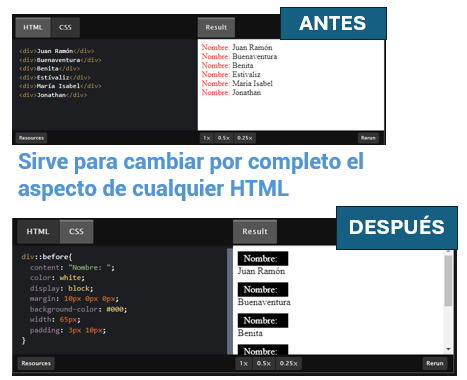 HTML CSS Result ANTES
<div>Juan Ramón</div>
<div>Buenaventura</div>
<div>Benita</div>
<div>Estivaliz</div>
<div>María Isabel</div>
<div>Jonathan</div>
Nombre: Juan Ramón
Nombre: Buenaventura
Nombre: Benita
Nombre: Estivaliz
Nombre: María Isabel
Nombre: Jonathan
Resources 1x 0.5x 0.25x Rerun
Sirve para cambiar por completo el
aspecto de cualquier HTML
HTML CSS Result DESPUÉS
div::before{
content: "Nombre: ";
color: white;
display: block;
margin: 10px 0px 0px;
background-color: #000;
width: 65px;
padding: 3px 10px;
}
Nombre:
Juan Ramón
Nombre:
Buenaventura
Nombre:
Benita
Nombre:
Resources 1x 0.5x 0.25x Rerun